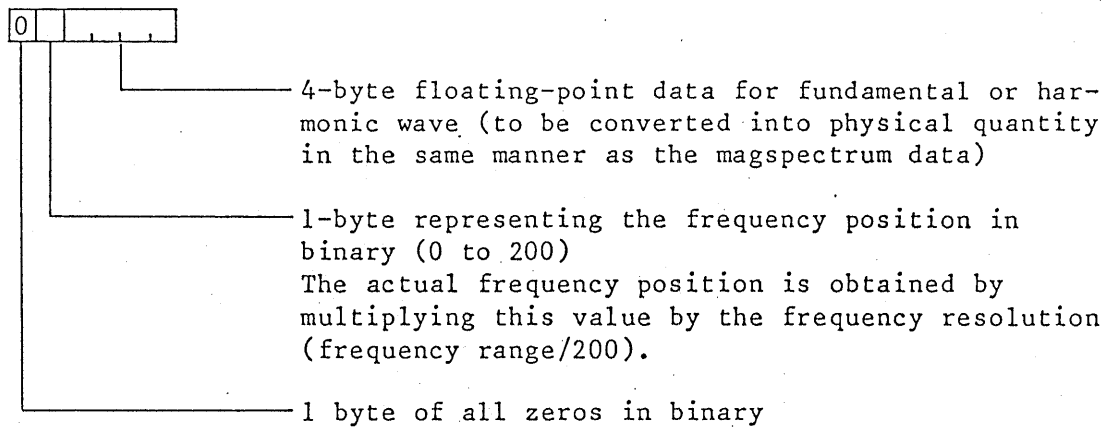 0
4-byte floating-point data for fundamental or har-
monic wave (to be converted into physical quantity
in the same manner as the magspectrum data)
1-byte representing the frequency position in
binary (0 to 200)
The actual frequency position is obtained by
multiplying this value by the frequency resolution
(frequency range/200).
1 byte of all zeros in binary